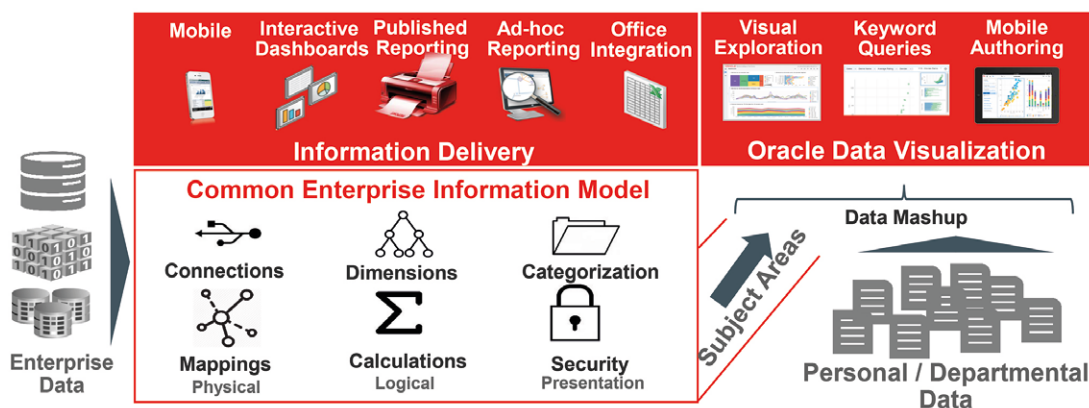 Mobile
Interactive
Dashboards
Published
Reporting
Ad-hoc
Reporting
Office
Integration
Information Delivery
Visual
Exploration
Keyword
Queries
Mobile
Authoring
Oracle Data Visualization
Common Enterprise Information Model
Connections
Dimensions
Categorization
Mappings
Physical
Calculations
Logical
Security
Presentation
Enterprise
Data
Subject Areas
Data Mashup
Personal / Departmental
Data